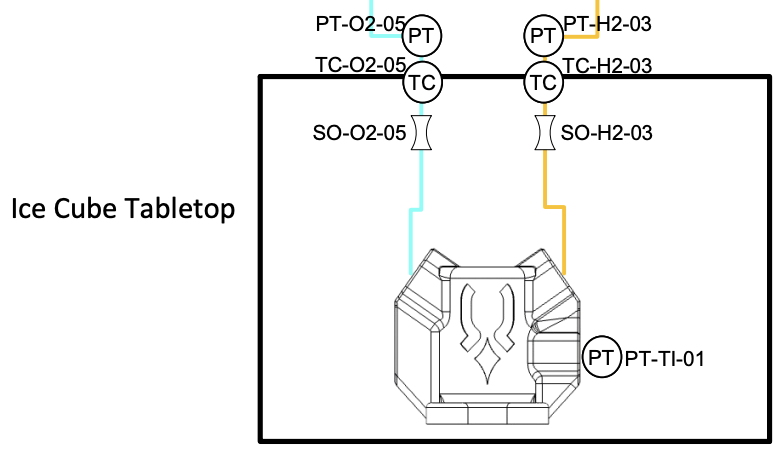 PT-O2-05 PT PT PT-H2-03
TC-O2-05 TC TC TC-H2-03
SO-O2-05 SO-H2-03
Ice Cube Tabletop
PT PT-TI-01